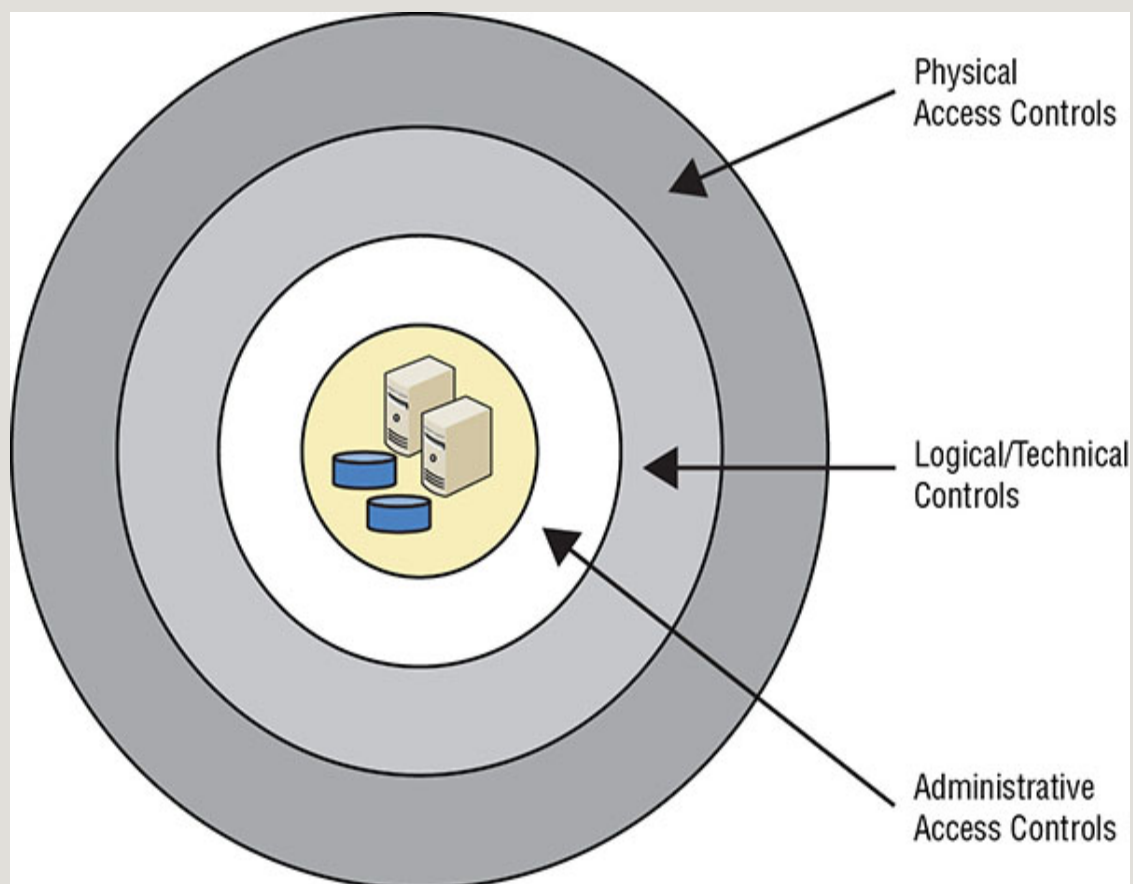 Physical
Access Controls
Logical/Technical
Controls
Administrative
Access Controls